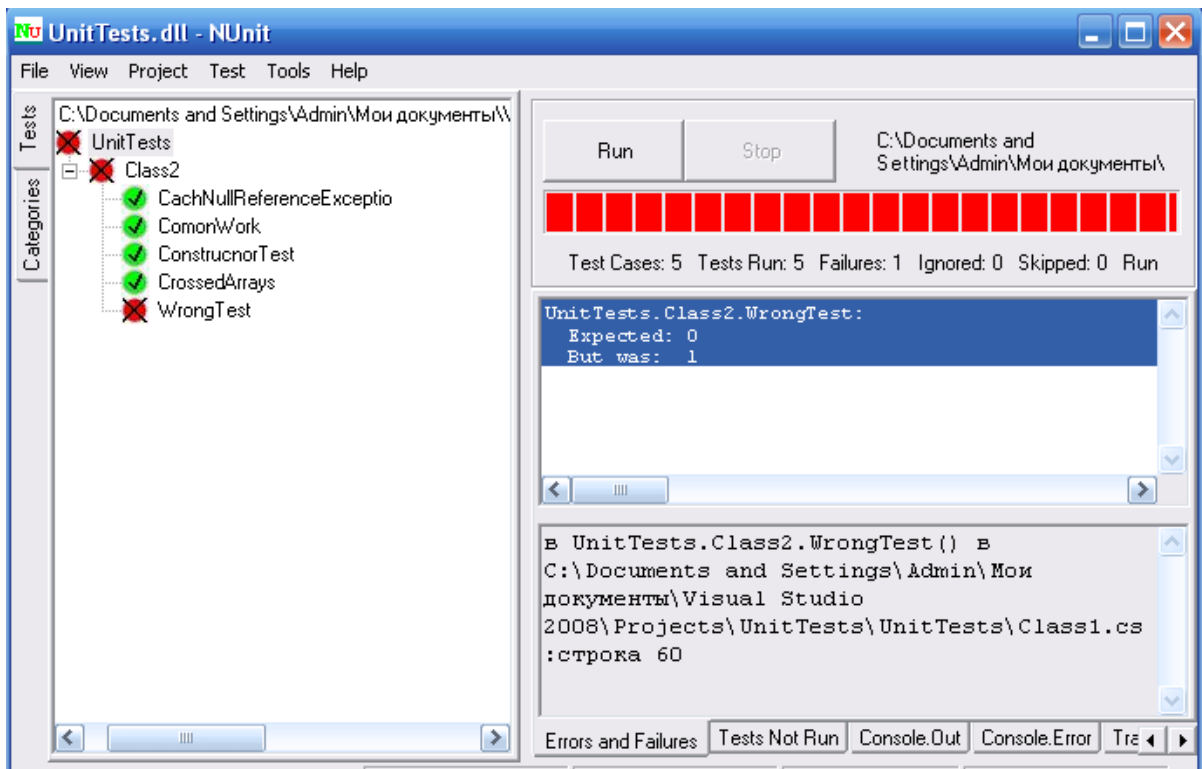 UnitTests.dll - NUnit
File View Project Test Tools Help
Tests
Categories
C:\Documents and Settings\Admin\Мои документы\\
UnitTests
Class2
CachNullReferenceExceptio
ComonWork
ConstrucnorTest
CrossedArrays
WrongTest
Run
Stop
C:\Documents and
Settings\Admin\Мои документы\
Test Cases: 5 Tests Run: 5 Failures: 1 Ignored: 0 Skipped: 0 Run
UnitTests.Class2.WrongTest:
Expected: 0
But was: 1
в UnitTests.Class2.WrongTest() в
C:\Documents and Settings\Admin\Мои
документы\Visual Studio
2008\Projects\UnitTests\UnitTests\Class1.cs
:строка 60
Errors and Failures Tests Not Run Console.Out Console.Error Tra